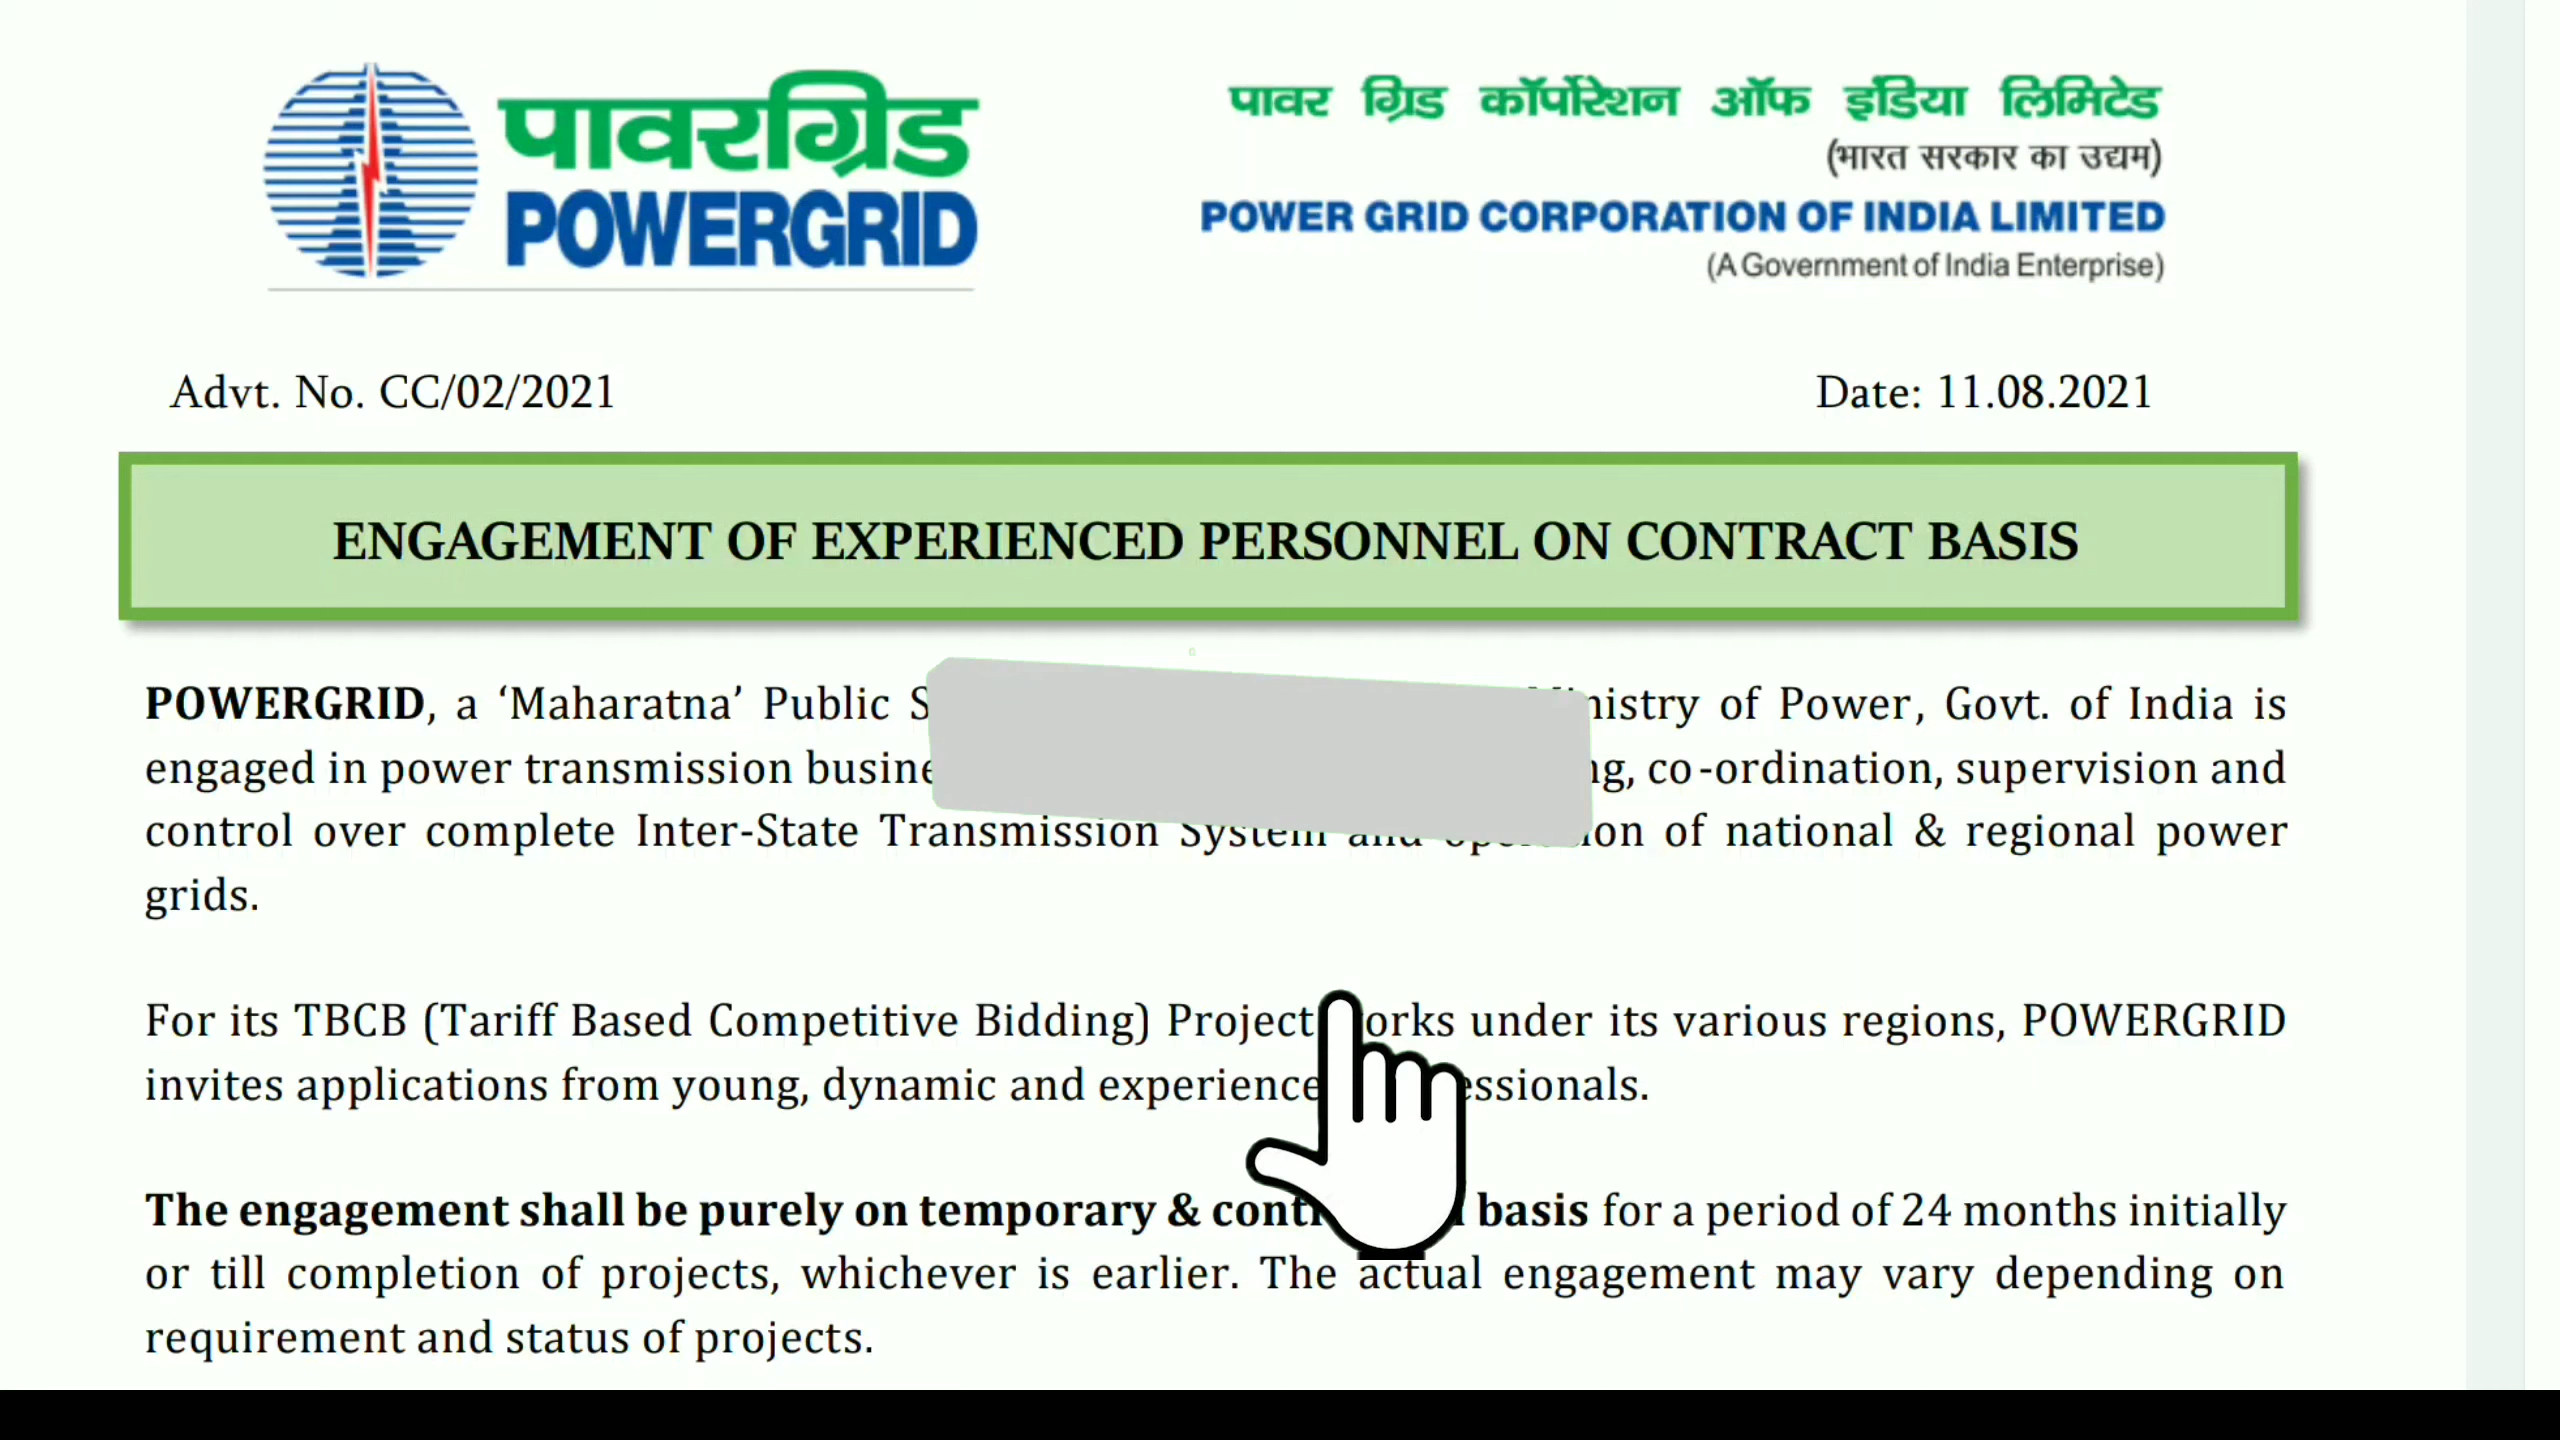 पावरग्रिड
POWERGRID
पावर ग्रिड कॉर्पोरेशन ऑफ इंडिया लिमिटेड
(भारत सरकार का उद्यम)
POWER GRID CORPORATION OF INDIA LIMITED
(A Government of India Enterprise)
Advt. No. CC/02/2021
Date: 11.08.2021
ENGAGEMENT OF EXPERIENCED PERSONNEL ON CONTRACT BASIS
POWERGRID, a ‘Maharatna’ Public of Power, Govt. of India is
engaged in power transmission co-ordination, supervision and
control over complete Inter-State Transmission System and of national & regional power
grids.
For its TBCB (Tariff Based Competitive Bidding) Project under its various regions, POWERGRID
invites applications from young, dynamic and
The engagement shall be purely on temporary & basis for a period of 24 months initially
or till completion of projects, whichever is earlier. The actual engagement may vary depending on
requirement and status of projects.